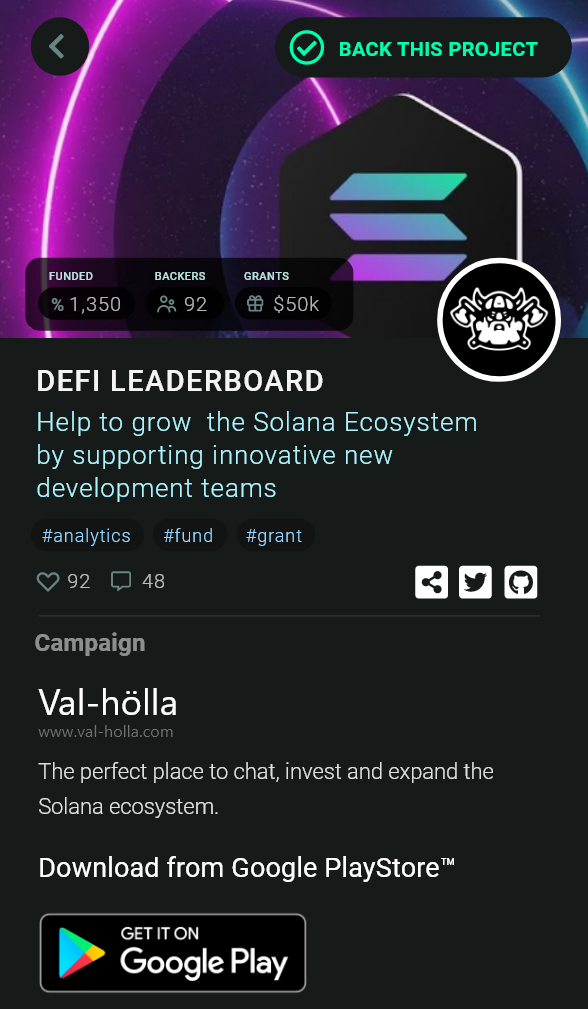 BACK THIS PROJECT
FUNDED BACKERS GRANTS
% 1,350 92 $50k
DEFI LEADERBOARD
Help to grow the Solana Ecosystem
by supporting innovative new
development teams
#analytics #fund #grant
92 48
Campaign
Val-hölla
www.val-holla.com
The perfect place to chat, invest and expand the
Solana ecosystem.
Download from Google PlayStore™
GET IT ON
Google Play